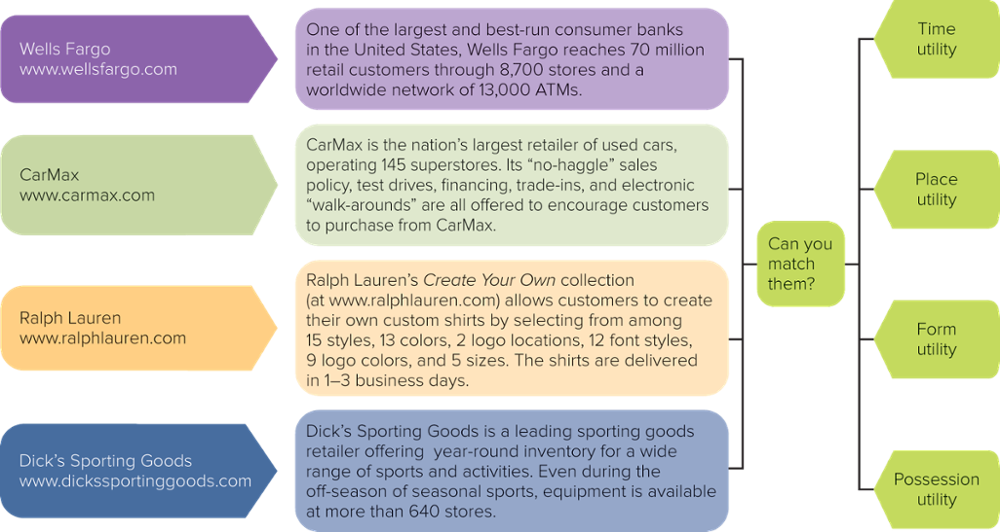 Wells Fargo
www.wellsfargo.com
One of the largest and best-run consumer banks
in the United States, Wells Fargo reaches 70 million
retail customers through 8,700 stores and a
worldwide network of 13,000 ATMs.
CarMax
www.carmax.com
CarMax is the nation’s largest retailer of used cars,
operating 145 superstores. Its “no-haggle” sales
policy, test drives, financing, trade-ins, and electronic
“walk-arounds” are all offered to encourage customers
to purchase from CarMax.
Ralph Lauren
www.ralphlauren.com
Ralph Lauren’s Create Your Own collection
(at www.ralphlauren.com) allows customers to create
their own custom shirts by selecting from among
15 styles, 13 colors, 2 logo locations, 12 font styles,
9 logo colors, and 5 sizes. The shirts are delivered
in 1–3 business days.
Dick’s Sporting Goods
www.dickssportinggoods.com
Dick’s Sporting Goods is a leading sporting goods
retailer offering year-round inventory for a wide
range of sports and activities. Even during the
off-season of seasonal sports, equipment is available
at more than 640 stores.
Can you
match
them?
Time
utility
Place
utility
Form
utility
Possession
utility